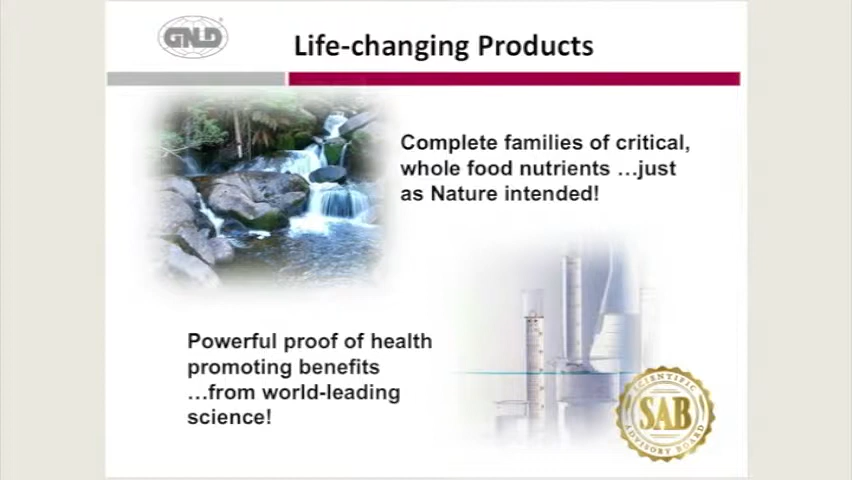 GNLD
Life-changing Products
Complete families of critical,
whole food nutrients …just
as Nature intended!
Powerful proof of health
promoting benefits
…from world-leading
science!
SCIENTIFIC
SAB
ADVISORY BOARD